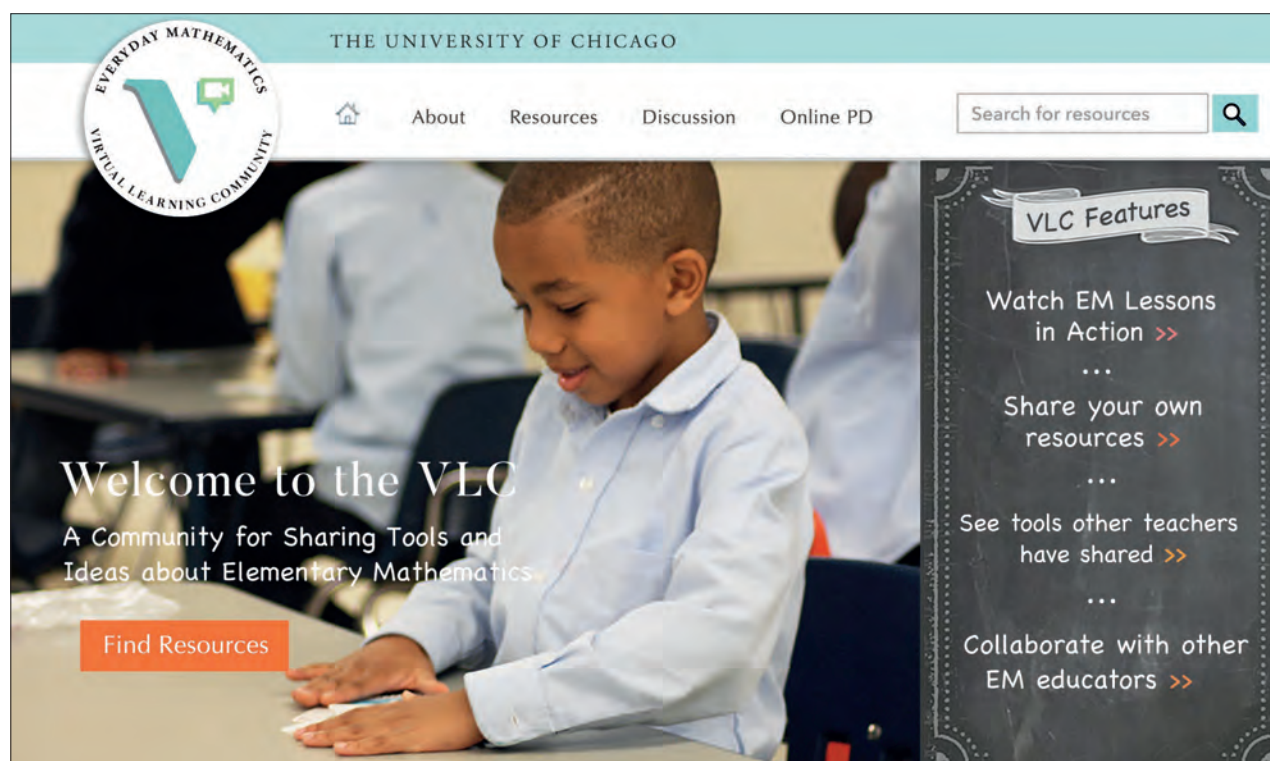 THE UNIVERSITY OF CHICAGO
EVERYDAY MATHEMATICS
VIRTUAL LEARNING COMMUNITY
About Resources Discussion Online PD
Search for resources
Welcome to the VLC
A Community for Sharing Tools and
Ideas about Elementary Mathematics
Find Resources
VLC Features
Watch EM Lessons
in Action >>
...
Share your own
resources >>
...
See tools other teachers
have shared >>
...
Collaborate with other
EM educators >>